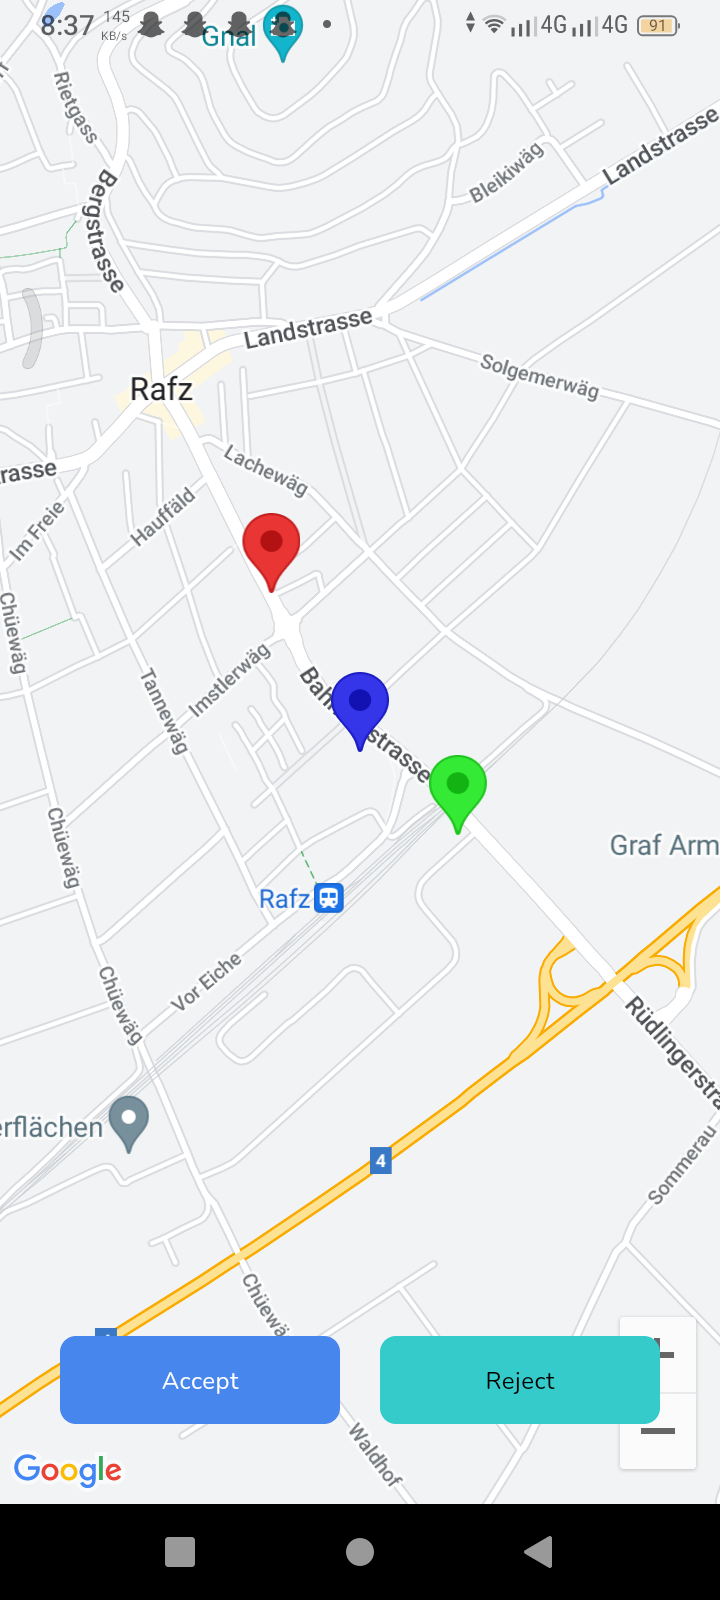 8:37 145 KB/s 4G 4G 91
Gnal
Rietgass
Landstrasse
Bleikiwäg
Bergstrasse
Landstrasse
Solgemerwäg
Rafz
rasse
Lachewäg
Hauffäld
Im Freie
Chüewäg
Imstlerwäg
Tannewäg
strasse
Chüewäg
Graf Arm
Rafz
Vor Eiche
Chüewäg
Rüdlingerstra
erflächen
4
Sommerau
Chüewä
Accept
Reject
Waldhof
Google